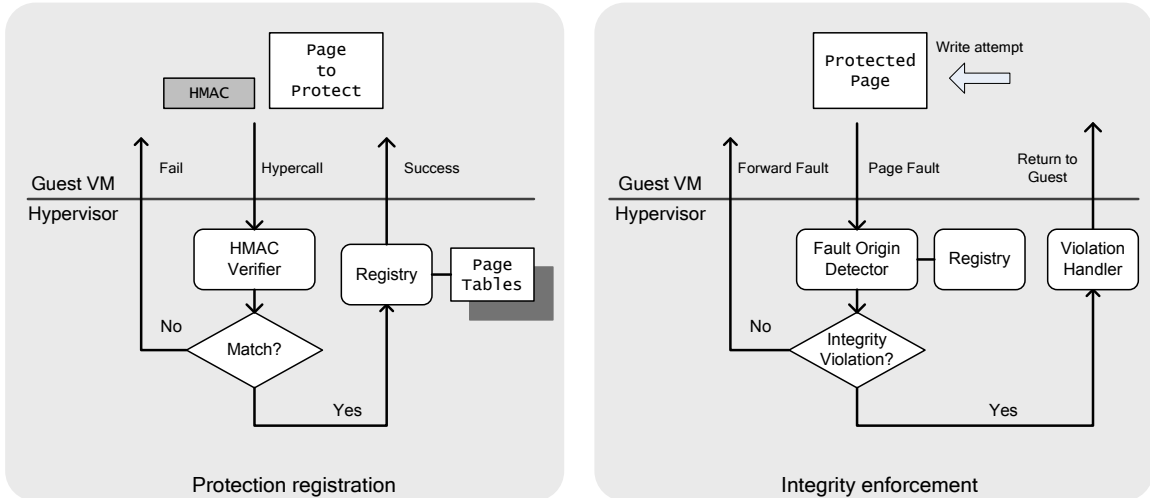 Page
to
Protect
HMAC
Fail
Hypercall
Success
Guest VM
Hypervisor
HMAC
Verifier
Registry
Page
Tables
No
Match?
Yes
Protection registration
Protected
Page
Write attempt
Forward Fault
Page Fault
Return to
Guest
Guest VM
Hypervisor
Fault Origin
Detector
Registry
Violation
Handler
No
Integrity
Violation?
Yes
Integrity enforcement